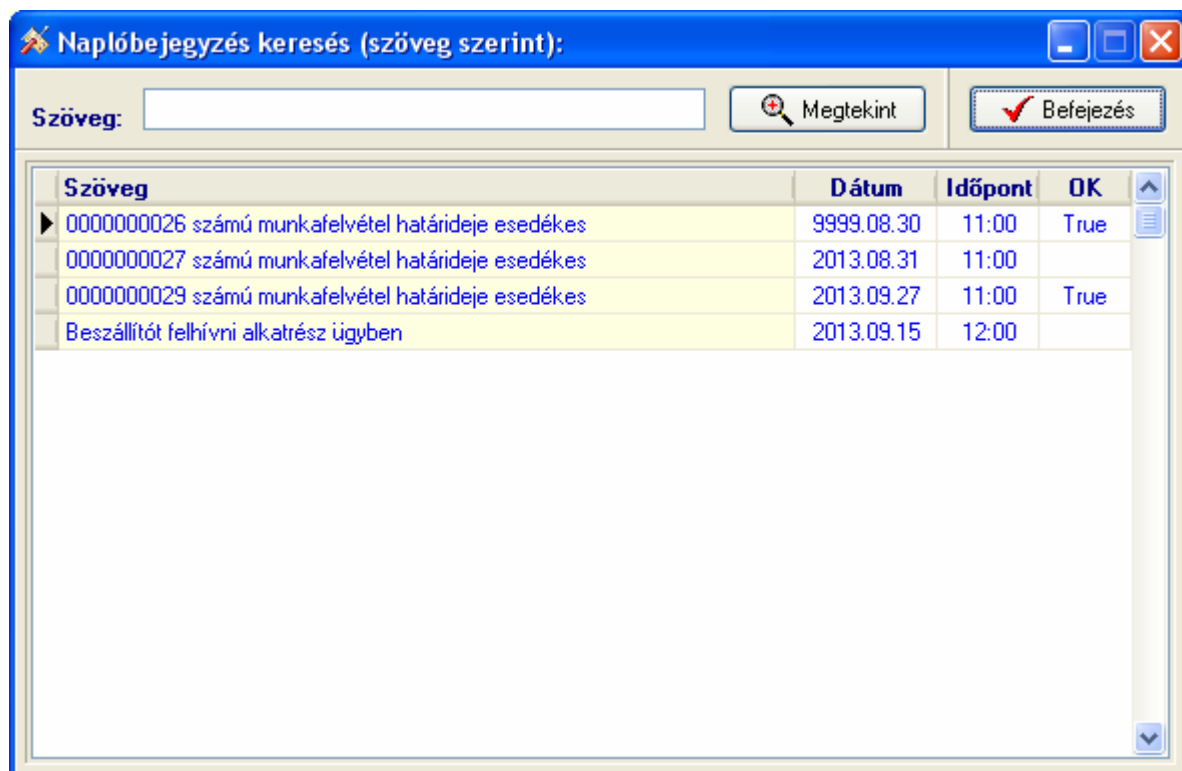 Naplóbejegyzés keresés (szöveg szerint):
Szöveg: Megtekint Befejezés
Szöveg Dátum Időpont OK
0000000026 számú munkafelvétel határideje esedékes 9999.08.30 11:00 True
0000000027 számú munkafelvétel határideje esedékes 2013.08.31 11:00
0000000029 számú munkafelvétel határideje esedékes 2013.09.27 11:00 True
Beszállítót felhívni alkatrész ügyben 2013.09.15 12:00